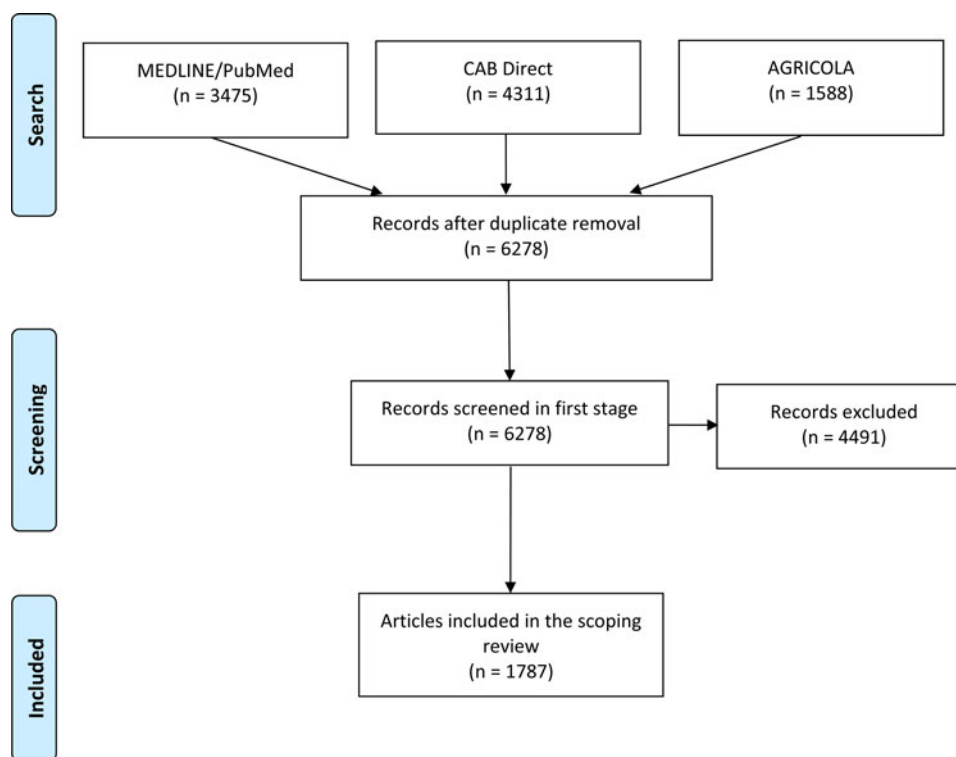 Search
MEDLINE/PubMed
(n = 3475)
CAB Direct
(n = 4311)
AGRICOLA
(n = 1588)
Records after duplicate removal
(n = 6278)
Screening
Records screened in first stage
(n = 6278)
Records excluded
(n = 4491)
Included
Articles included in the scoping
review
(n = 1787)